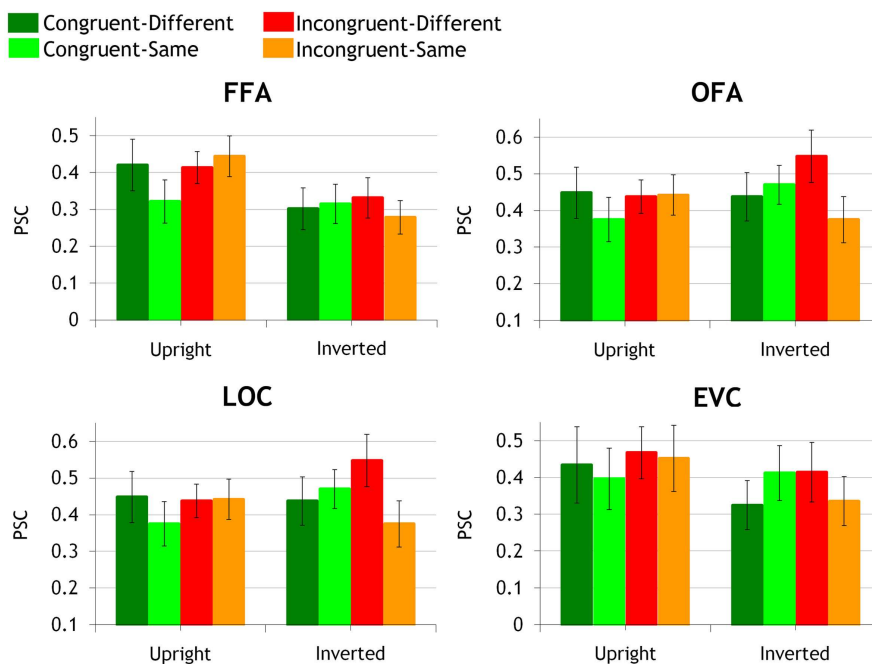 Congruent-Different Incongruent-Different
Congruent-Same Incongruent-Same
FFA
0.5
0.4
0.3
0.2
0.1
0
PSC
Upright Inverted
OFA
0.6
0.5
0.4
0.3
0.2
0.1
PSC
Upright Inverted
LOC
0.6
0.5
0.4
0.3
0.2
0.1
PSC
Upright Inverted
EVC
0.5
0.4
0.3
0.2
0.1
0
PSC
Upright Inverted